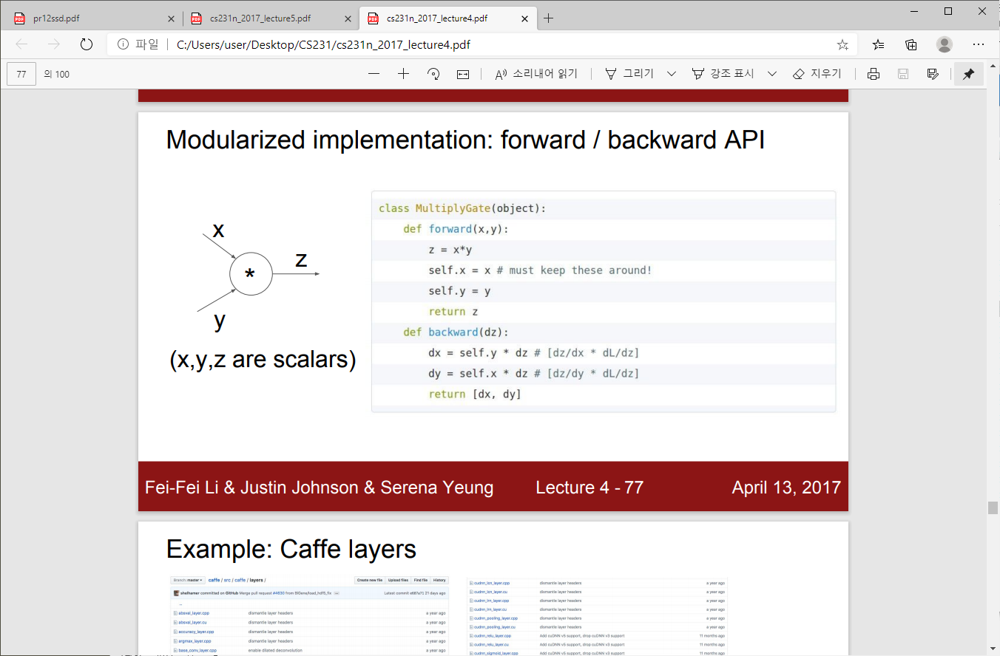 pr12ssd.pdf
cs231n_2017_lecture5.pdf
cs231n_2017_lecture4.pdf
파일 C:/Users/user/Desktop/CS231/cs231n_2017_lecture4.pdf
77 의 100 소리내어 읽기 그리기 강조 표시 지우기
Modularized implementation: forward / backward API
x
*
z
y
(x,y,z are scalars)
class MultiplyGate(object):
def forward(x,y):
z = x*y
self.x = x # must keep these around!
self.y = y
return z
def backward(dz):
dx = self.y * dz # [dz/dx * dL/dz]
dy = self.x * dz # [dz/dy * dL/dz]
return [dx, dy]
Fei-Fei Li & Justin Johnson & Serena Yeung Lecture 4 - 77 April 13, 2017
Example: Caffe layers
Branch: master caffe / src / caffe / layers / Create new file Upload files Find file History
shelhamer committed on GitHub Merge pull request #4630 from BIGene/load_hdf5_fix Latest commit e687a71 21 days ago
..
absval_layer.cpp dismantle layer headers a year ago
absval_layer.cu dismantle layer headers a year ago
accuracy_layer.cpp dismantle layer headers a year ago
argmax_layer.cpp dismantle layer headers a year ago
base_conv_layer.cpp enable dilated deconvolution a year ago
cudnn_lcn_layer.cpp dismantle layer headers a year ago
cudnn_lcn_layer.cu dismantle layer headers a year ago
cudnn_lrn_layer.cpp dismantle layer headers a year ago
cudnn_lrn_layer.cu dismantle layer headers a year ago
cudnn_pooling_layer.cpp dismantle layer headers a year ago
cudnn_pooling_layer.cu dismantle layer headers a year ago
cudnn_relu_layer.cpp Add cuDNN v5 support, drop cuDNN v3 support 11 months ago
cudnn_relu_layer.cu Add cuDNN v5 support, drop cuDNN v3 support 11 months ago
cudnn_sigmoid_layer.cpp Add cuDNN v5 support, drop cuDNN v3 support 11 months ago